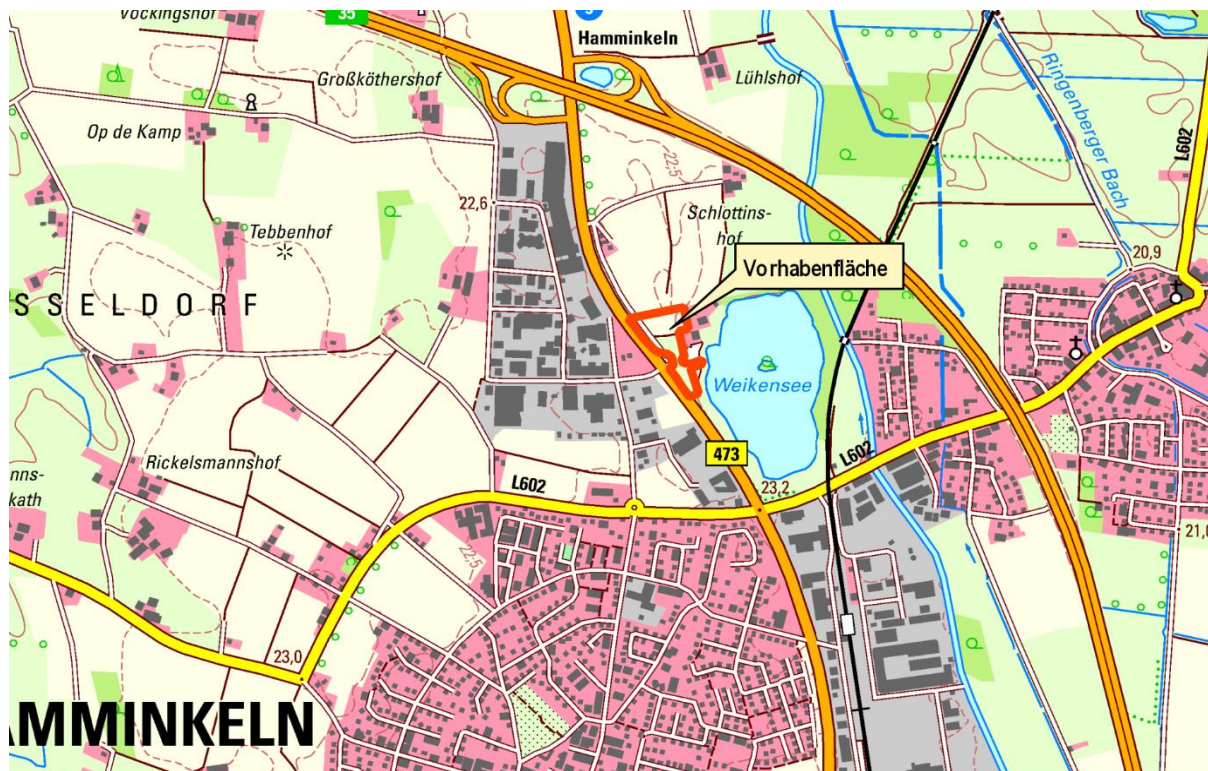 Vockingshof
35
Hamminkeln
Großköthershof
Lühlshof
Ringenberger Bach
L602
Op de Kamp
22,5
22,6
Schlottins-
hof
Tebbenhof
Vorhabenfläche
20,9
SSELDORF
Weikensee
473
L602
Rickelsmannshof
nns-
kath
L602
23,2
22,5
21,0
23,0
AMMINKELN